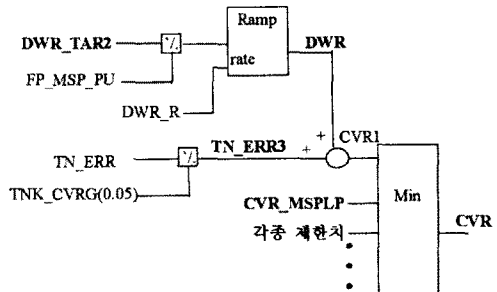 Ramp
DWR_TAR2
%
DWR
rate
FP_MSP_PU
DWR_R
+
CVR1
TN_ERR
%
TN_ERR3
+
TNK_CVRG(0.05)
Min
CVR_MSPLP
CVR
각종 제한치